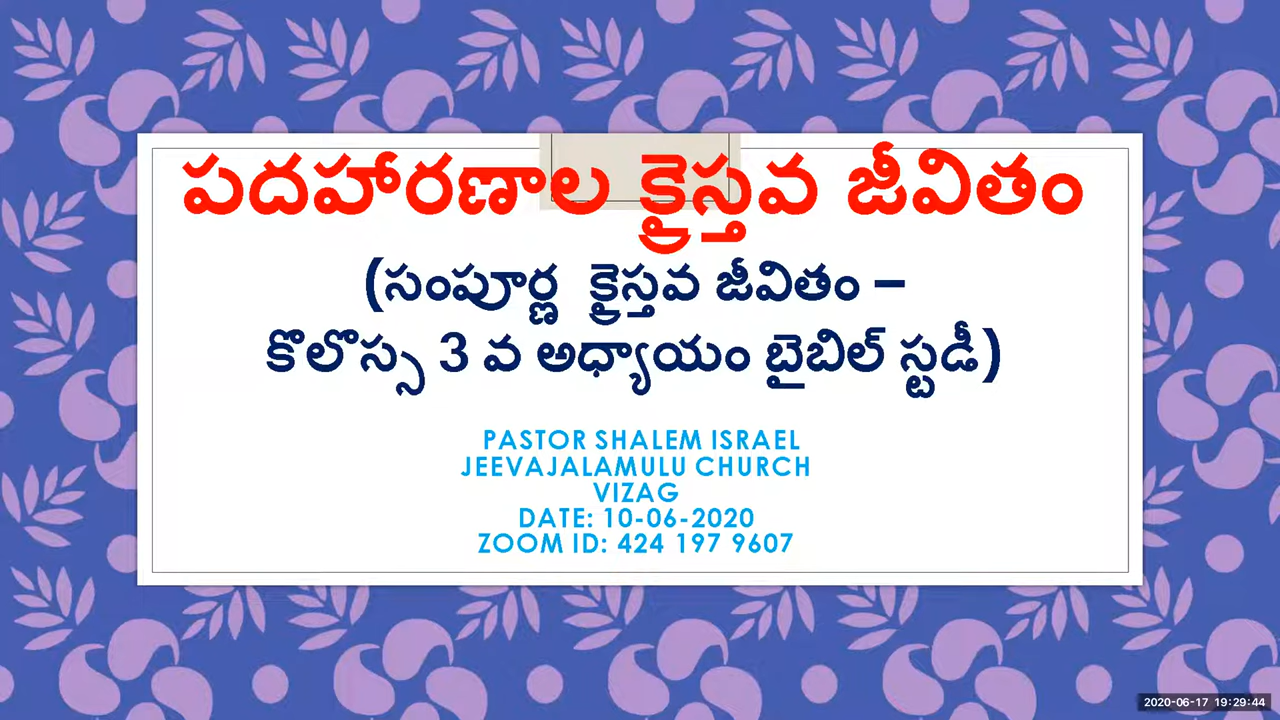 పదహారణాల క్రైస్తవ జీవితం
(సంపూర్ణ క్రైస్తవ జీవితం –
కొలొస్స 3 వ అధ్యాయం బైబిల్ స్టడీ)
PASTOR SHALEM ISRAEL
JEEVAJALAMULU CHURCH
VIZAG
DATE: 10-06-2020
ZOOM ID: 424 197 9607
2020-06-17 19:29:44